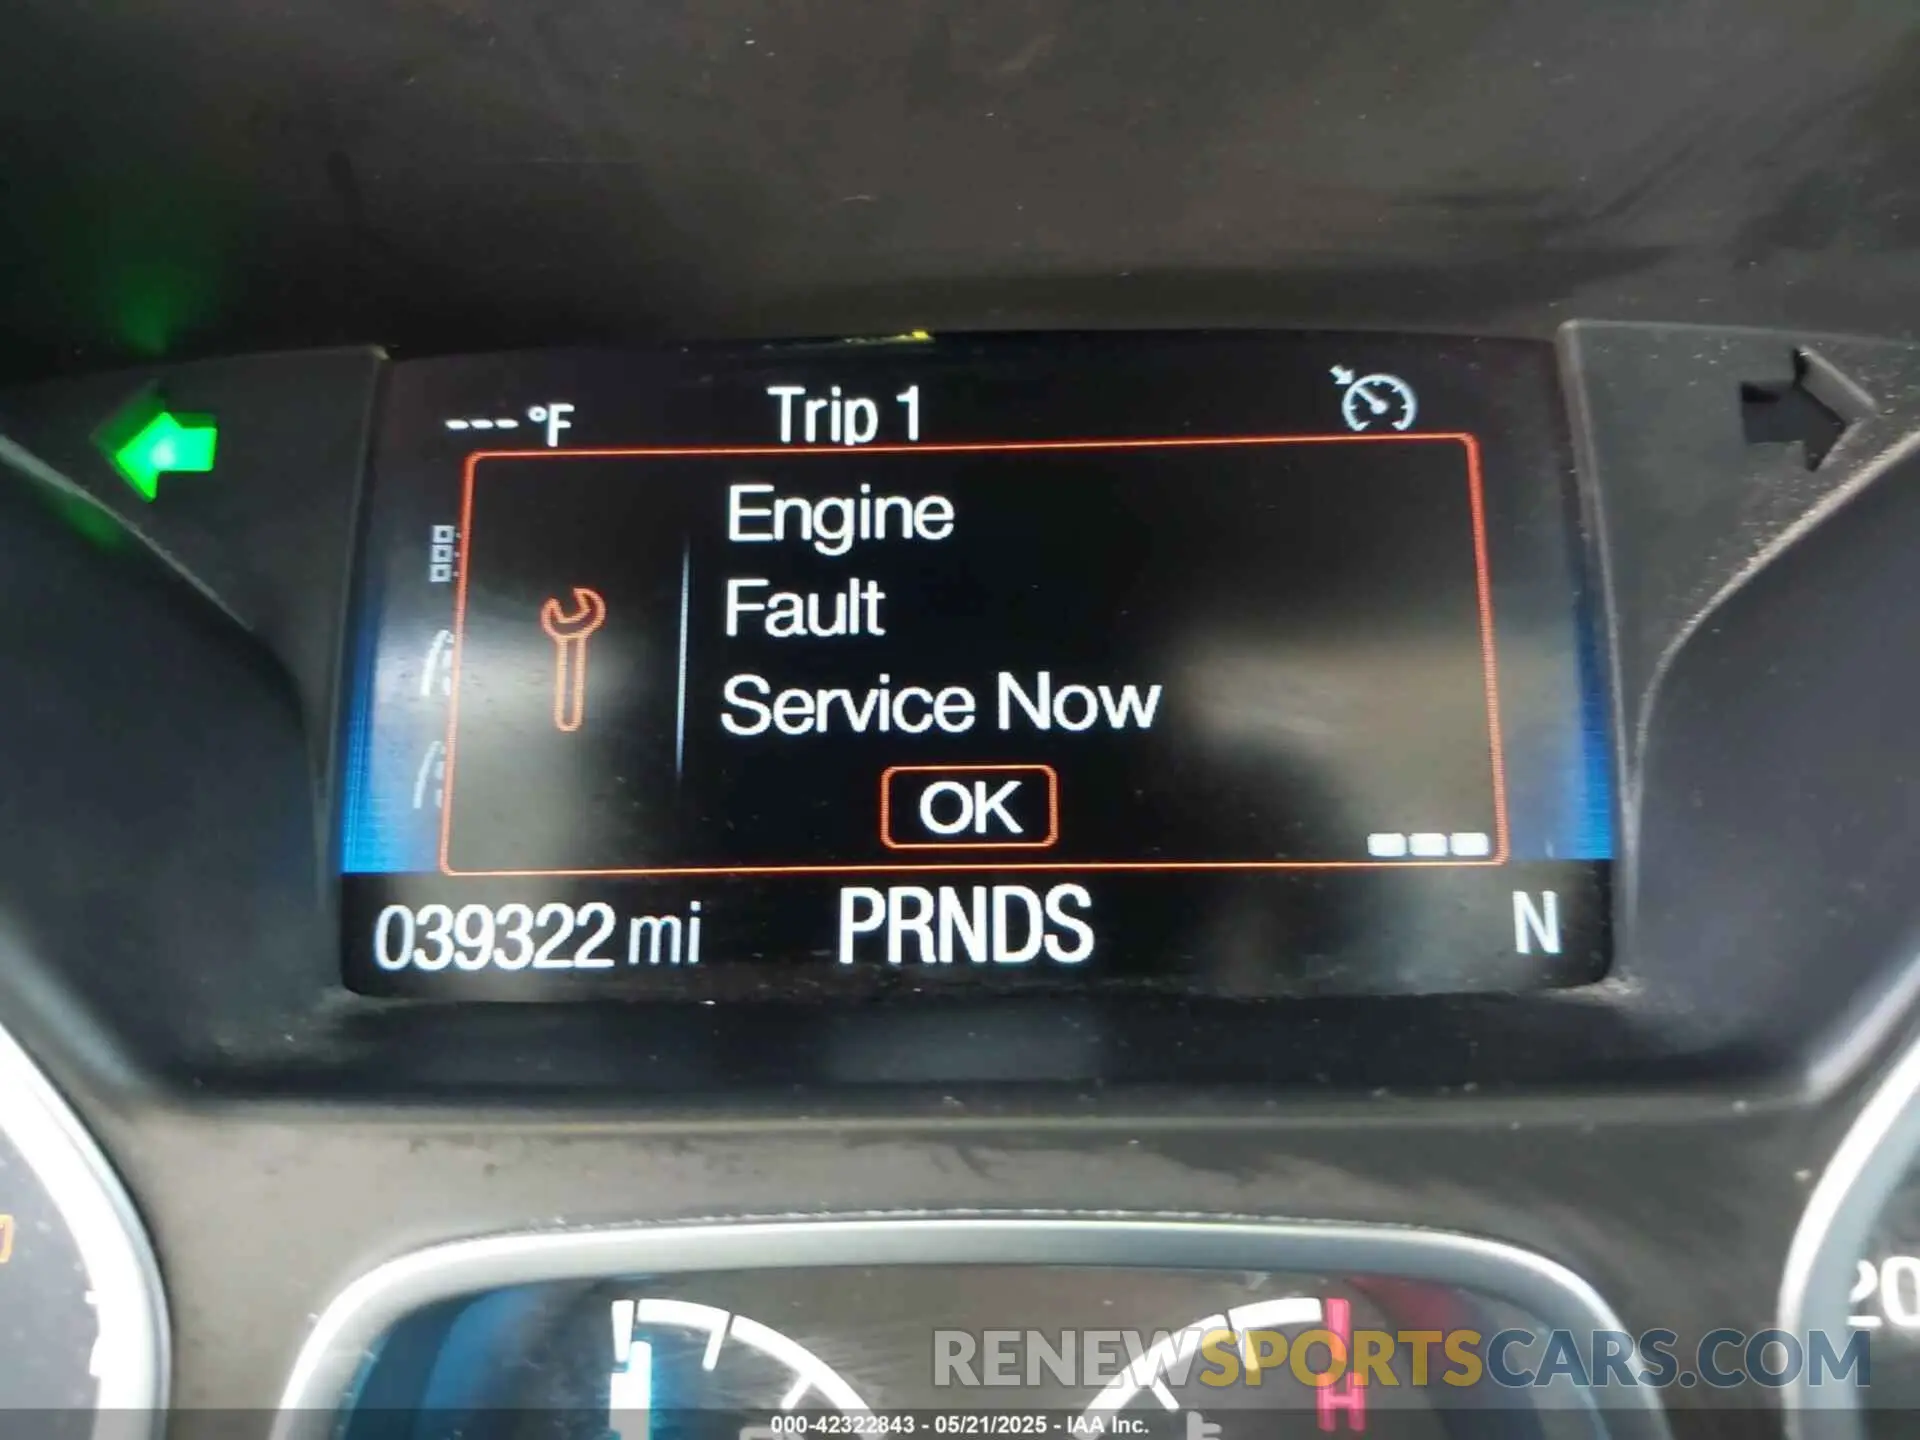 ---°F Trip 1
Engine
Fault
Service Now
OK
039322 mi PRNDS N
20
H
RENEWSPORTSCARS.COM
000-42322843 - 05/21/2025 - IAA Inc.